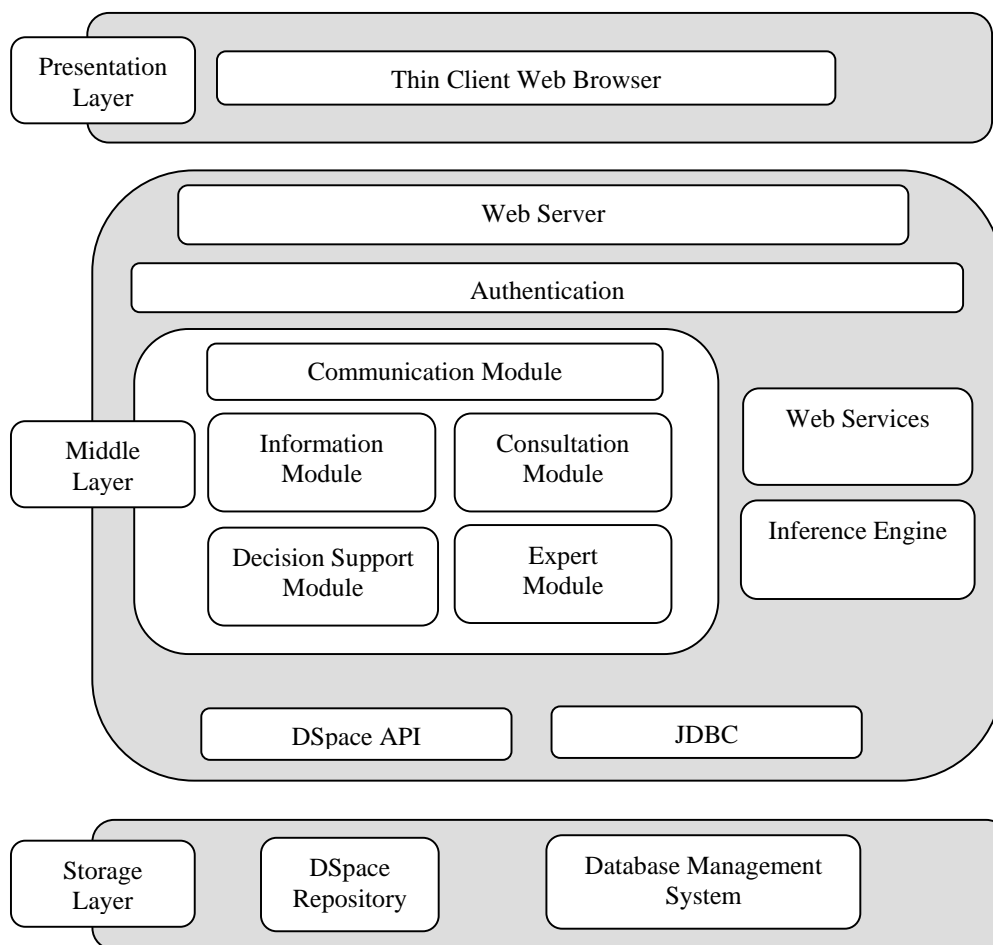 Presentation
Layer
Thin Client Web Browser
Web Server
Authentication
Communication Module
Information
Module
Consultation
Module
Web Services
Middle
Layer
Decision Support
Module
Expert
Module
Inference Engine
DSpace API
JDBC
Storage
Layer
DSpace
Repository
Database Management
System